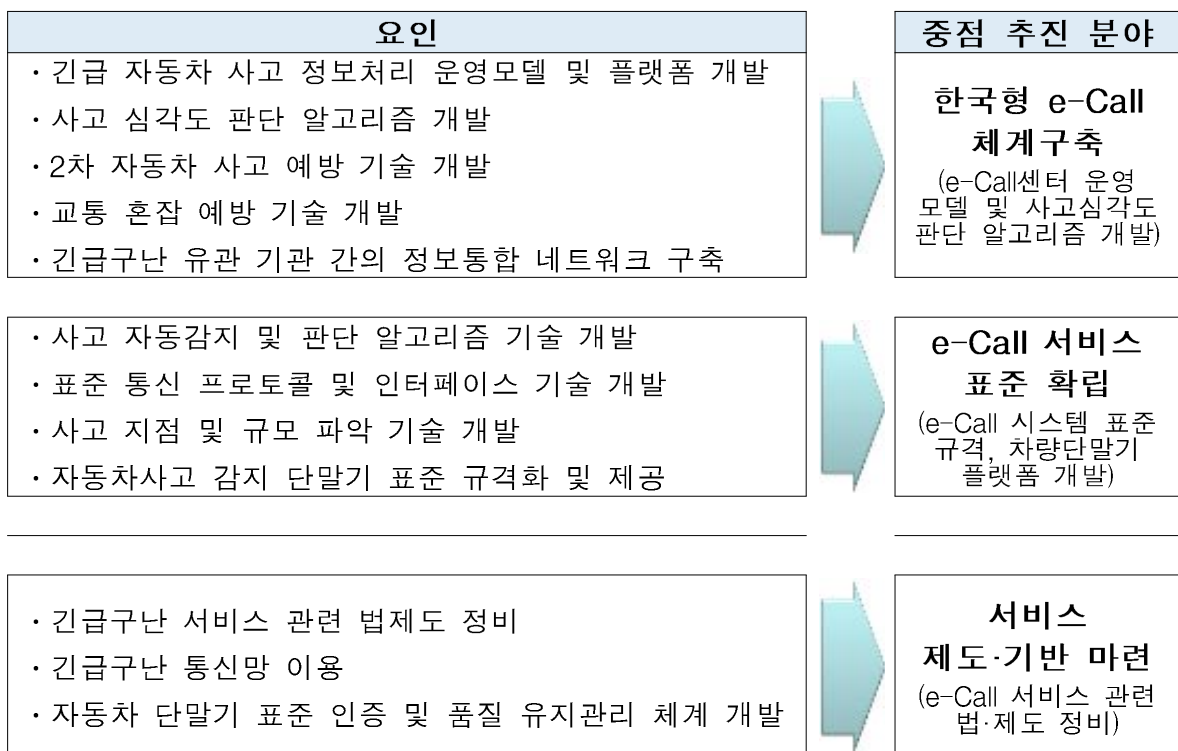 요인
· 긴급 자동차 사고 정보처리 운영모델 및 플랫폼 개발
· 사고 심각도 판단 알고리즘 개발
· 2차 자동차 사고 예방 기술 개발
· 교통 혼잡 예방 기술 개발
· 긴급구난 유관 기관 간의 정보통합 네트워크 구축
중점 추진 분야
한국형 e-Call
체계구축
(e-Call센터 운영
모델 및 사고심각도
판단 알고리즘 개발)
· 사고 자동감지 및 판단 알고리즘 기술 개발
· 표준 통신 프로토콜 및 인터페이스 기술 개발
· 사고 지점 및 규모 파악 기술 개발
· 자동차사고 감지 단말기 표준 규격화 및 제공
e-Call 서비스
표준 확립
(e-Call 시스템 표준
규격, 차량단말기
플랫폼 개발)
· 긴급구난 서비스 관련 법제도 정비
· 긴급구난 통신망 이용
· 자동차 단말기 표준 인증 및 품질 유지관리 체계 개발
서비스
제도·기반 마련
(e-Call 서비스 관련
법·제도 정비)